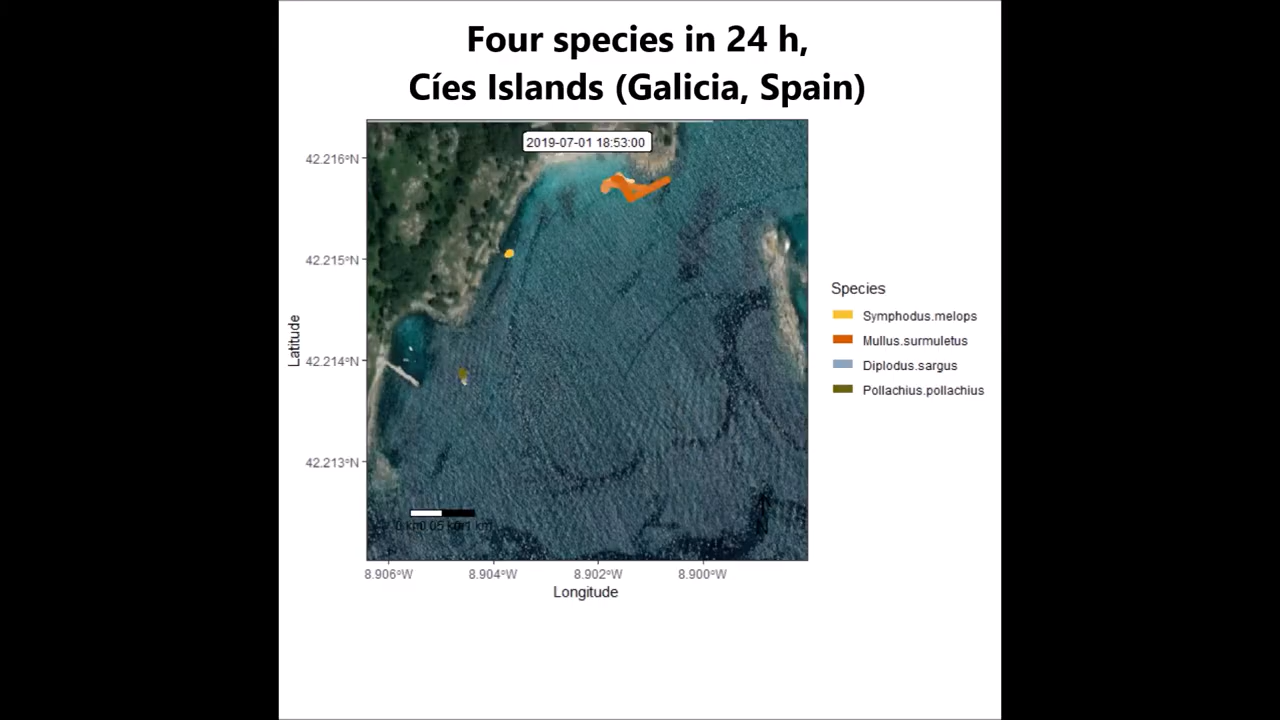 Four species in 24 h,
Cíes Islands (Galicia, Spain)
2019-07-01 18:53:00
42.216°N
42.215°N
42.214°N
42.213°N
Latitude
8.906°W
8.904°W
8.902°W
8.900°W
Longitude
Species
Symphodus.melops
Mullus.surmuletus
Diplodus.sargus
Pollachius.pollachius